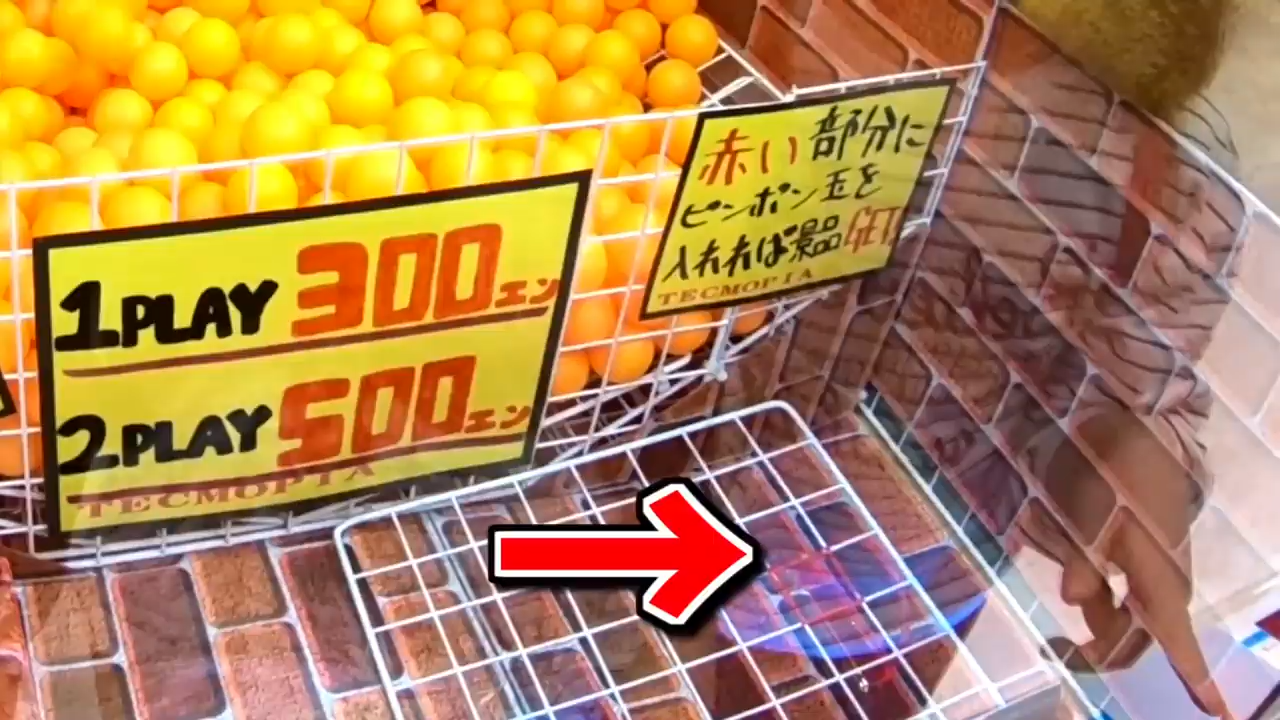 1PLAY 300エン
2PLAY 500エン
TECMOPIA
赤い部分に
ピンポン玉を
入れれば景品GET!
TECMOPIA